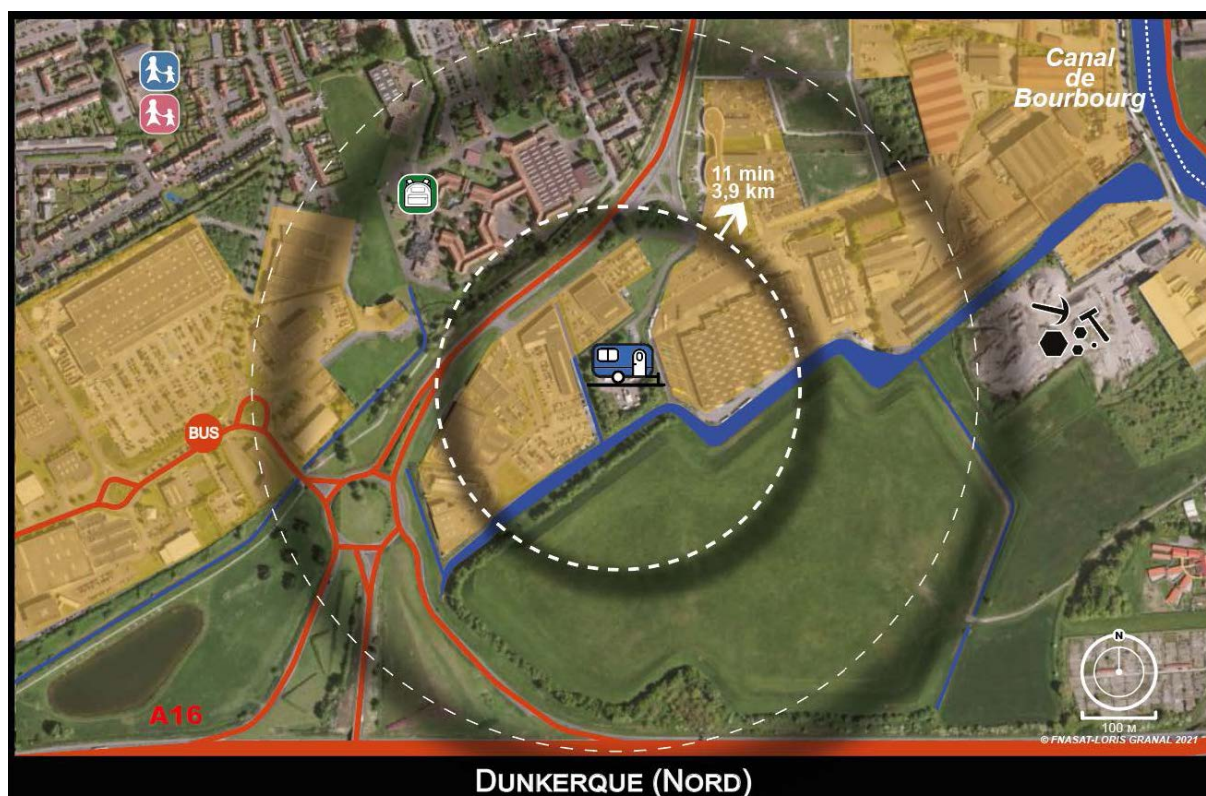 Canal
de
Bourbourg
11 min
3,9 km
BUS
N
A16
100 M
© FNASAT-LORIS GRANAL 2021
DUNKERQUE (NORD)